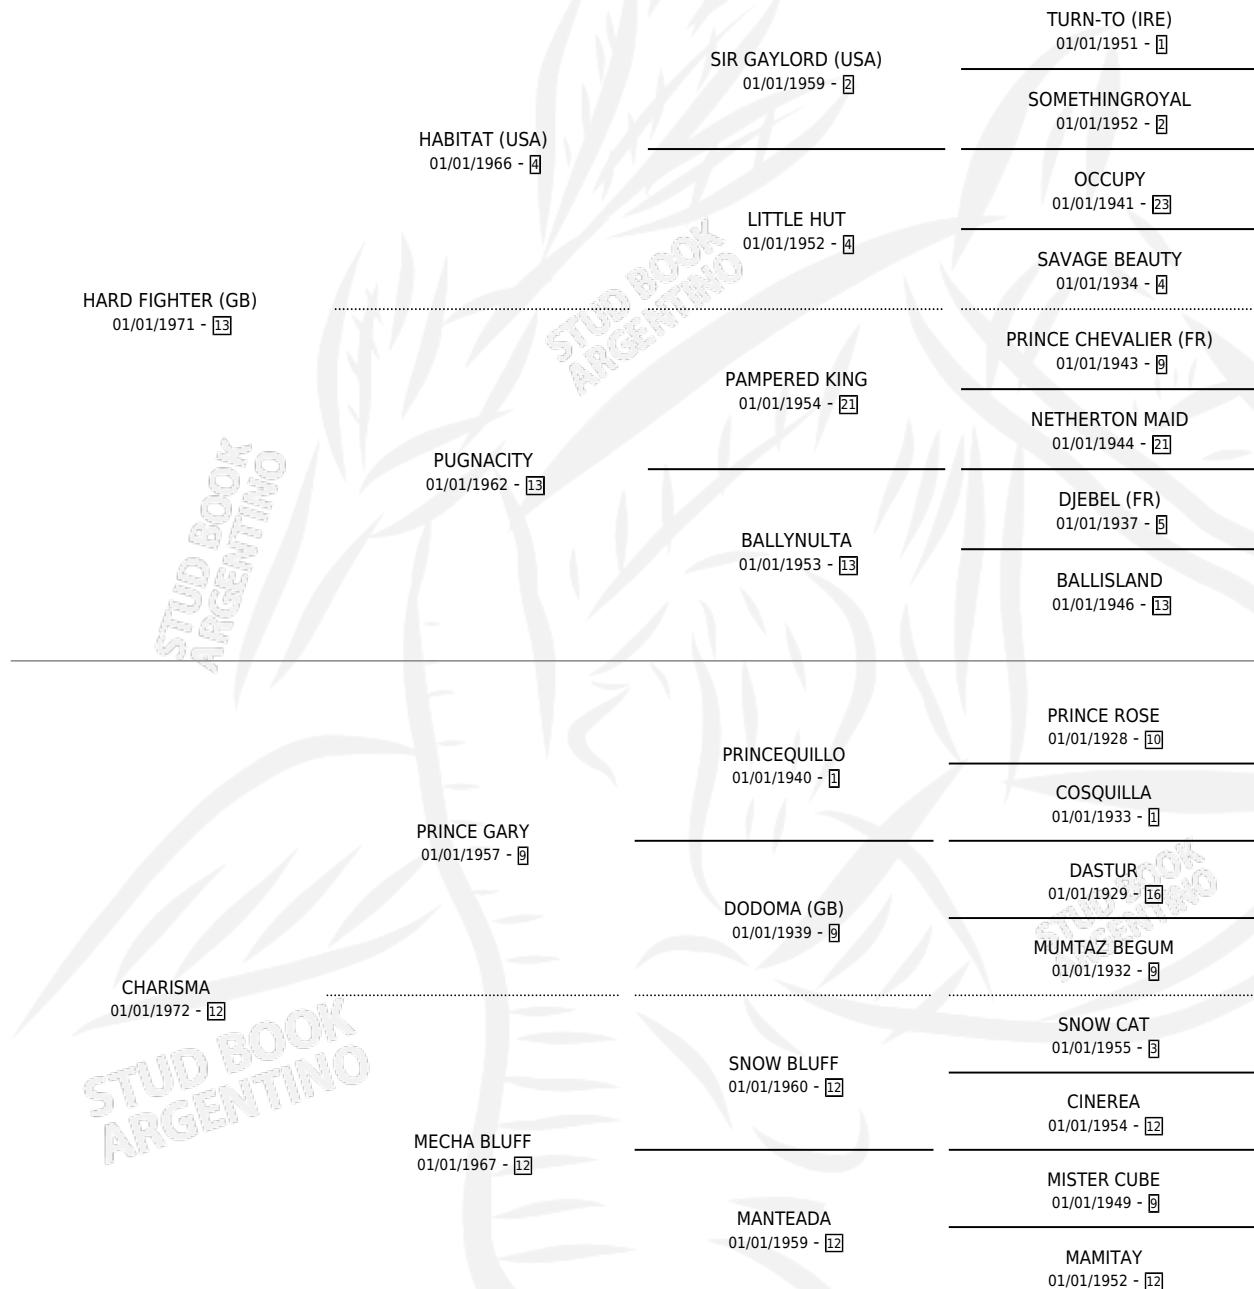 TURN-TO (IRE)
01/01/1951 - 1
SIR GAYLORD (USA)
01/01/1959 - 2
SOMETHINGROYAL
01/01/1952 - 2
HABITAT (USA)
01/01/1966 - 4
OCCUPY
01/01/1941 - 23
LITTLE HUT
01/01/1952 - 4
SAVAGE BEAUTY
01/01/1934 - 4
HARD FIGHTER (GB)
01/01/1971 - 13
PRINCE CHEVALIER (FR)
01/01/1943 - 9
PAMPERED KING
01/01/1954 - 21
NETHERTON MAID
01/01/1944 - 21
PUGNACITY
01/01/1962 - 13
DJEBEL (FR)
01/01/1937 - 5
BALLYNULTA
01/01/1953 - 13
BALLISLAND
01/01/1946 - 13
PRINCE ROSE
01/01/1928 - 10
PRINCEQUILLO
01/01/1940 - 1
COSQUILLA
01/01/1933 - 1
PRINCE GARY
01/01/1957 - 9
DASTUR
01/01/1929 - 16
DODOMA (GB)
01/01/1939 - 9
MUMTAZ BEGUM
01/01/1932 - 9
CHARISMA
01/01/1972 - 12
SNOW CAT
01/01/1955 - 3
SNOW BLUFF
01/01/1960 - 12
CINEREA
01/01/1954 - 12
MECHA BLUFF
01/01/1967 - 12
MISTER CUBE
01/01/1949 - 9
MANTEADA
01/01/1959 - 12
MAMITAY
01/01/1952 - 12
STUD BOOK
ARGENTINO
STUD BOOK
ARGENTINO
STUD BOOK
ARGENTINO
STUD BOOK
ARGENTINO